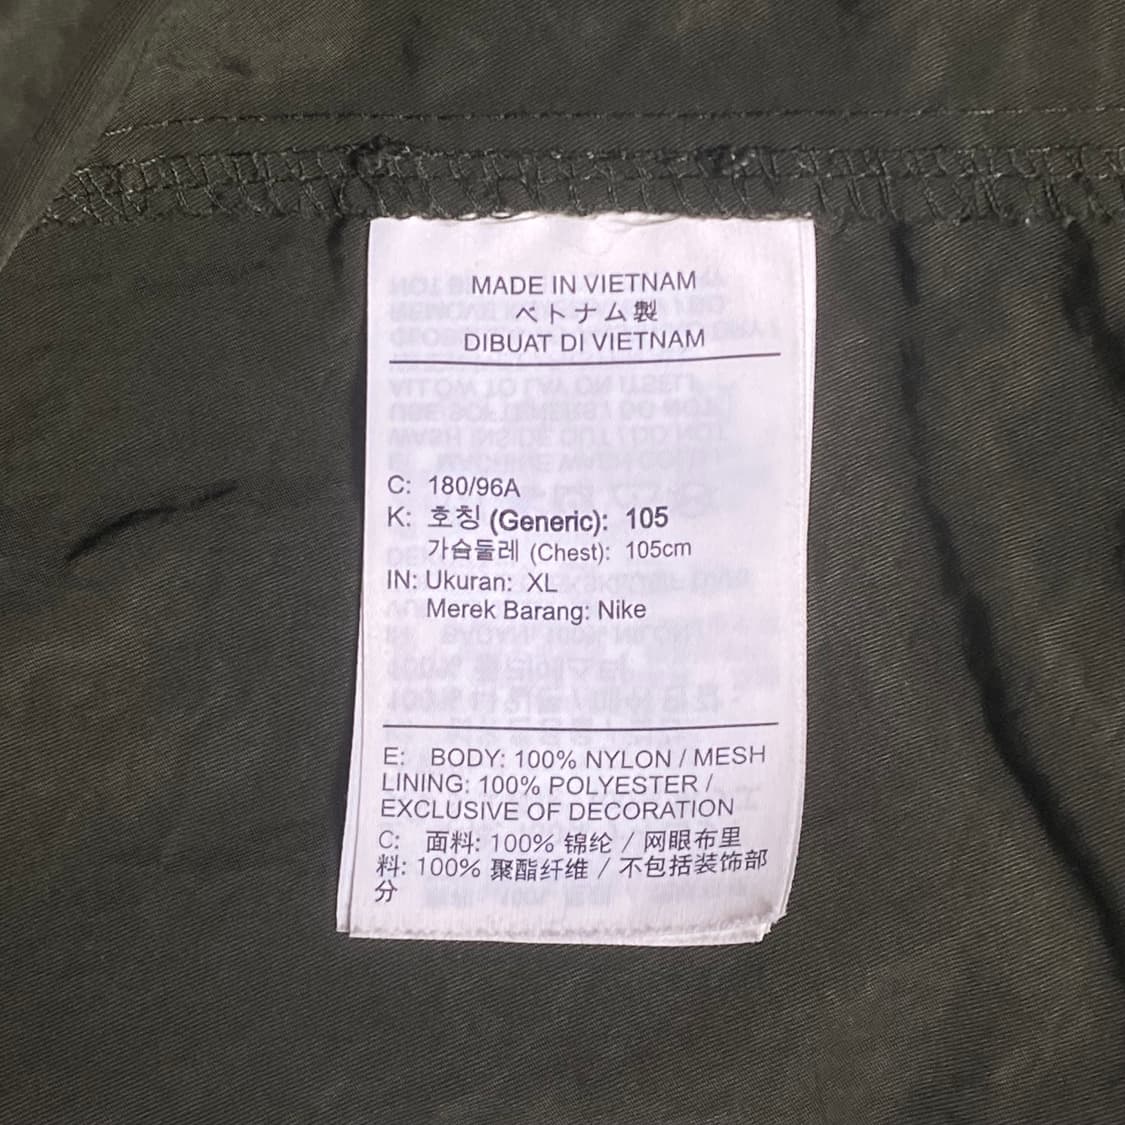 MADE IN VIETNAM
ベトナム製
DIBUAT DI VIETNAM
C: 180/96A
K: 호칭 (Generic): 105
가슴둘레 (Chest): 105cm
IN: Ukuran: XL
Merek Barang: Nike
E: BODY: 100% NYLON / MESH
LINING: 100% POLYESTER /
EXCLUSIVE OF DECORATION
C: 面料: 100% 锦纶 / 网眼布里
料: 100% 聚酯纤维 / 不包括装饰部
分